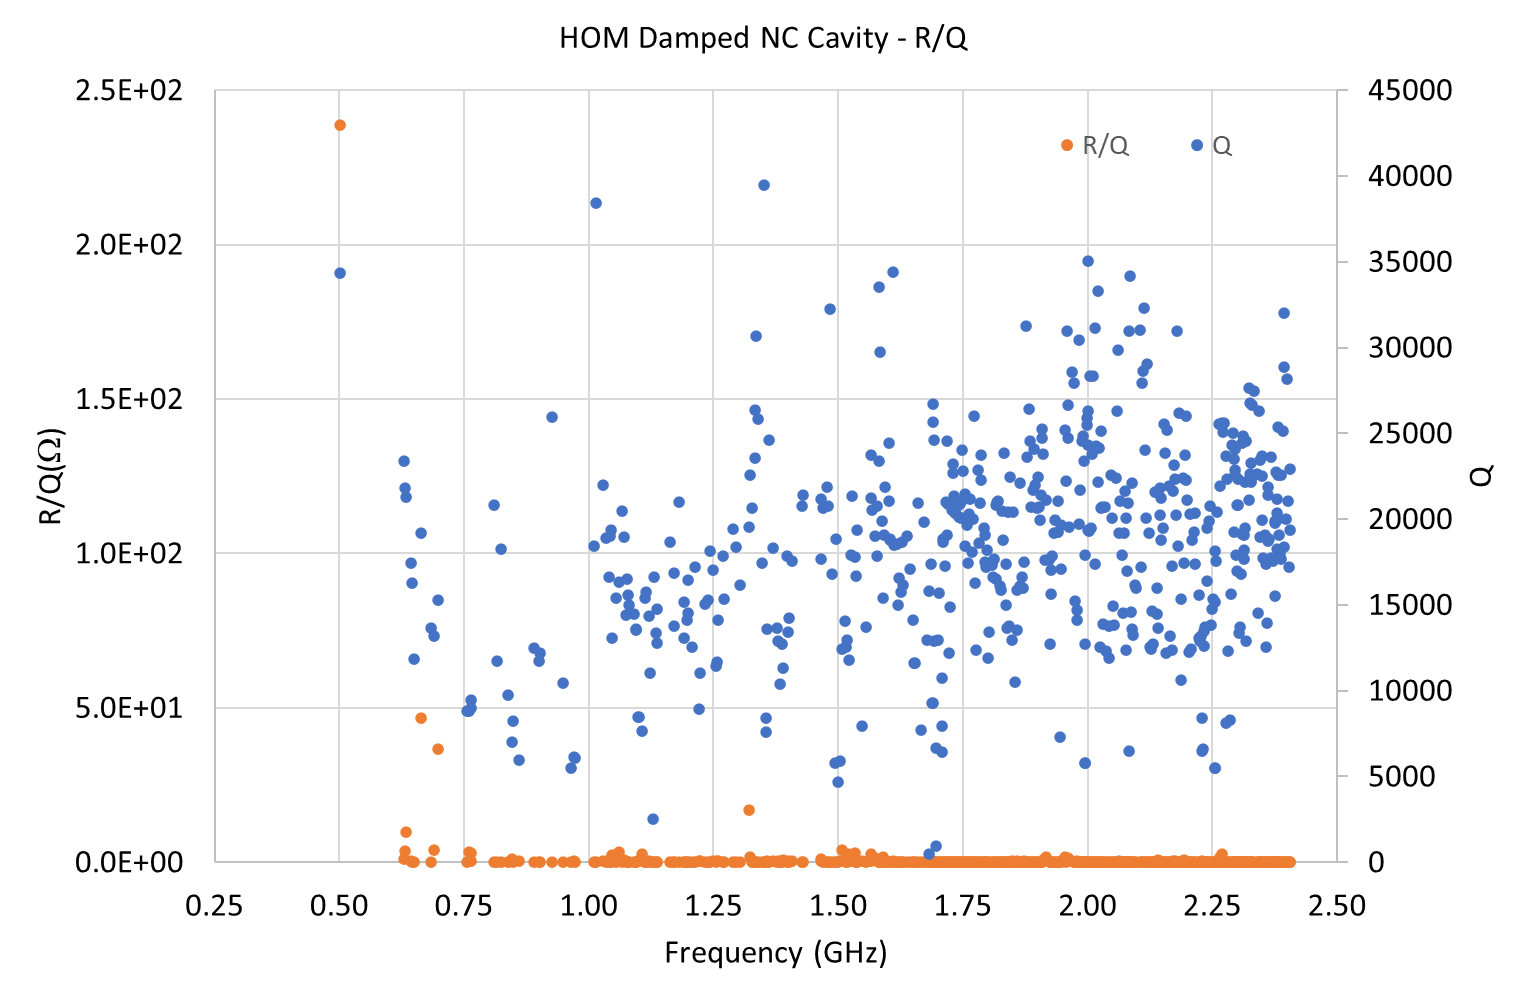 HOM Damped NC Cavity - R/Q
2.5E+02
2.0E+02
1.5E+02
1.0E+02
5.0E+01
0.0E+00
R/Q(Ω)
R/Q
Q
45000
40000
35000
30000
25000
20000
15000
10000
5000
0
Q
0.25 0.50 0.75 1.00 1.25 1.50 1.75 2.00 2.25 2.50
Frequency (GHz)